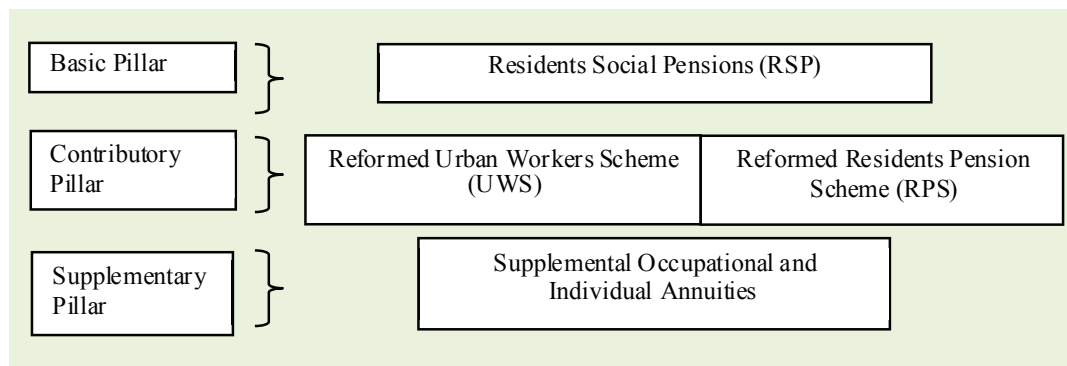 Basic Pillar
Residents Social Pensions (RSP)
Contributory
Pillar
Reformed Urban Workers Scheme
(UWS)
Reformed Residents Pension
Scheme (RPS)
Supplementary
Pillar
Supplemental Occupational and
Individual Annuities